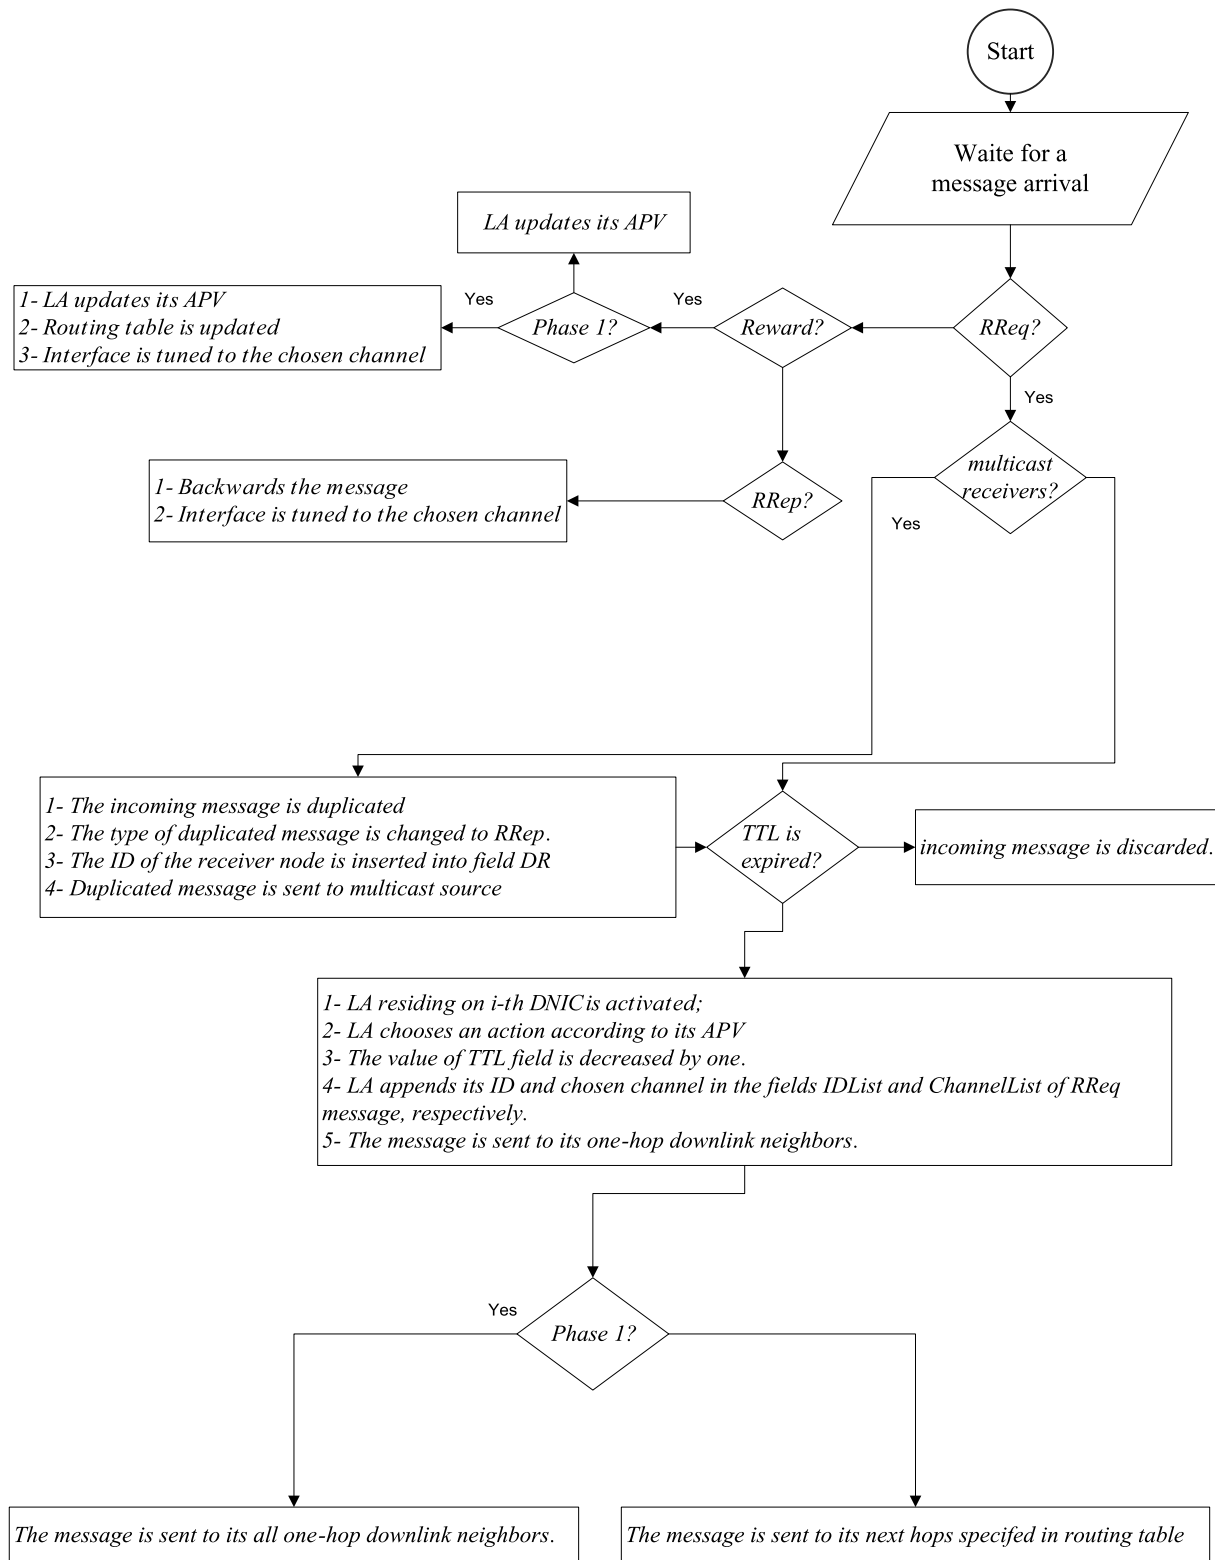 Start
Waite for a
message arrival
LA updates its APV
1- LA updates its APV
2- Routing table is updated
3- Interface is tuned to the chosen channel
Yes
Phase 1?
Yes
Reward?
RReq?
Yes
1- Backwards the message
2- Interface is tuned to the chosen channel
RRep?
multicast
receivers?
Yes
1- The incoming message is duplicated
2- The type of duplicated message is changed to RRep.
3- The ID of the receiver node is inserted into field DR
4- Duplicated message is sent to multicast source
TTL is
expired?
incoming message is discarded.
1- LA residing on i-th DNIC is activated;
2- LA chooses an action according to its APV
3- The value of TTL field is decreased by one.
4- LA appends its ID and chosen channel in the fields IDList and ChannelList of RReq
message, respectively.
5- The message is sent to its one-hop downlink neighbors.
Yes
Phase 1?
The message is sent to its all one-hop downlink neighbors.
The message is sent to its next hops specifed in routing table